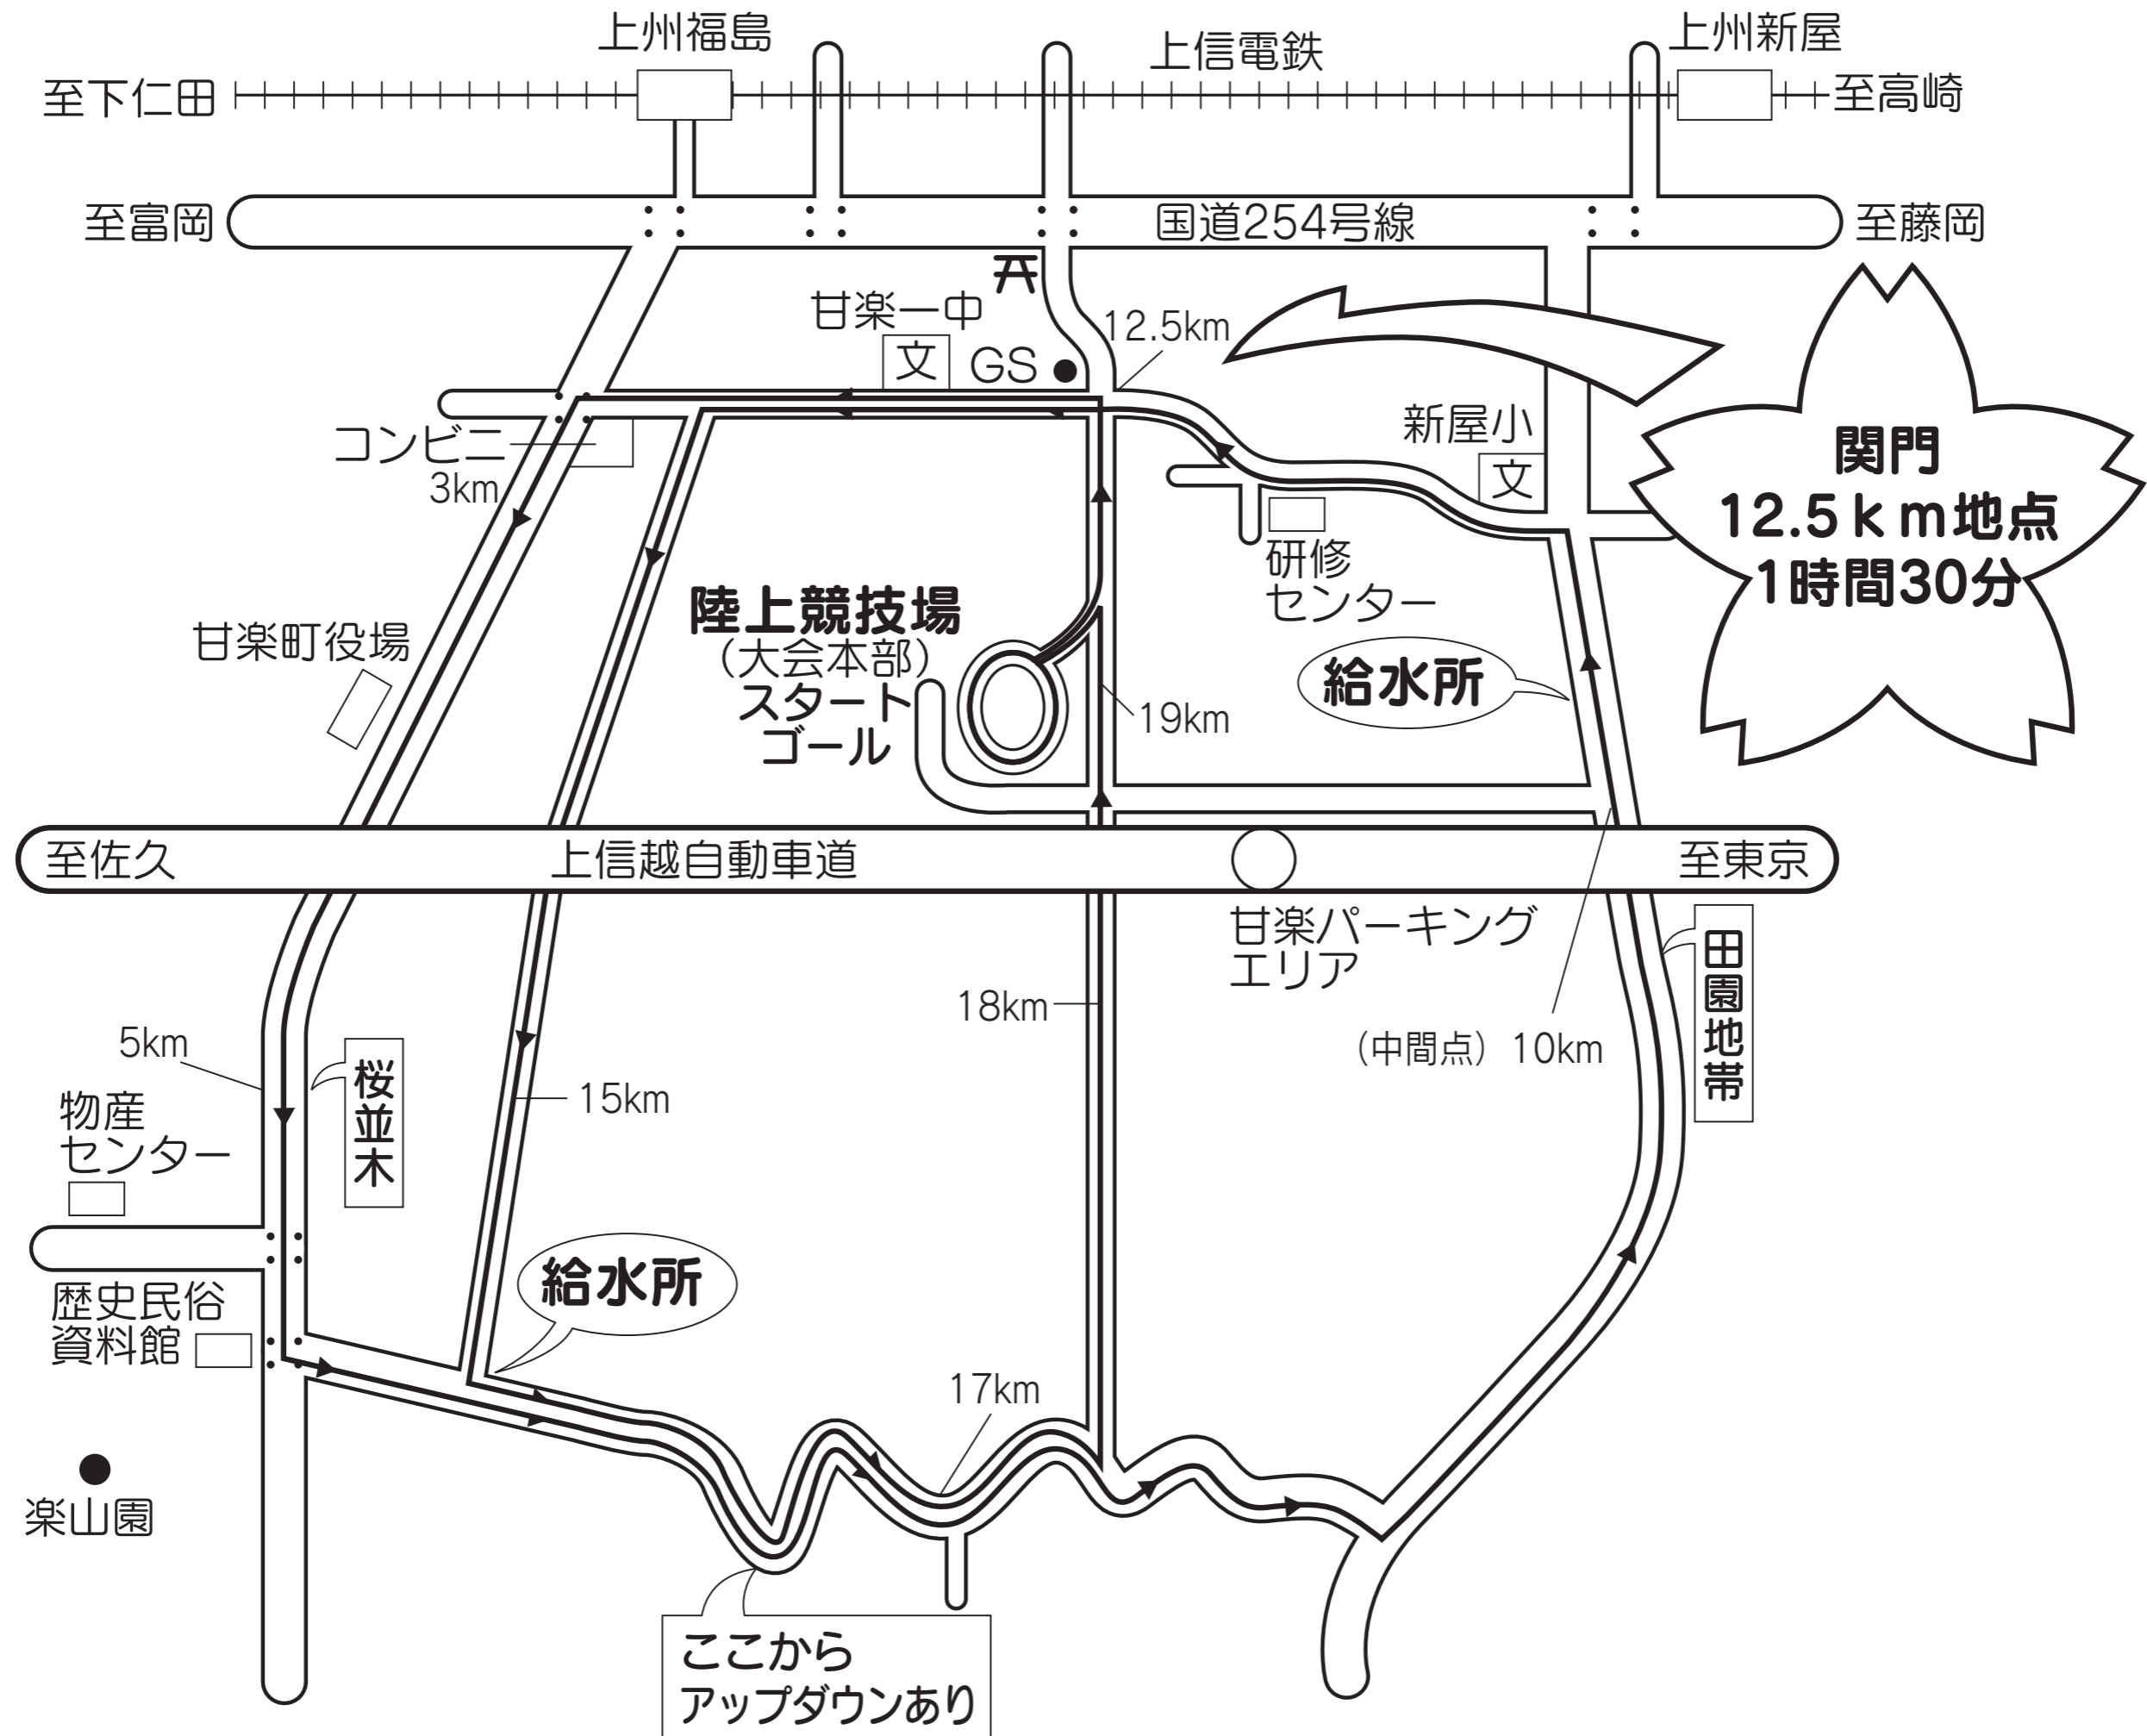 上州福島
上信電鉄
上州新屋
至下仁田
至高崎
至富岡
国道254号線
至藤岡
甘楽一中
文
GS
12.5km
コンビニ
3km
新屋小
文
関門
12.5km地点
1時間30分
研修
センター
陸上競技場
（大会本部）
スタート
ゴール
甘楽町役場
給水所
19km
至佐久
上信越自動車道
至東京
甘楽パーキング
エリア
田園地帯
18km
（中間点） 10km
5km
桜並木
15km
物産
センター
給水所
歴史民俗
資料館
17km
楽山園
ここから
アップダウンあり